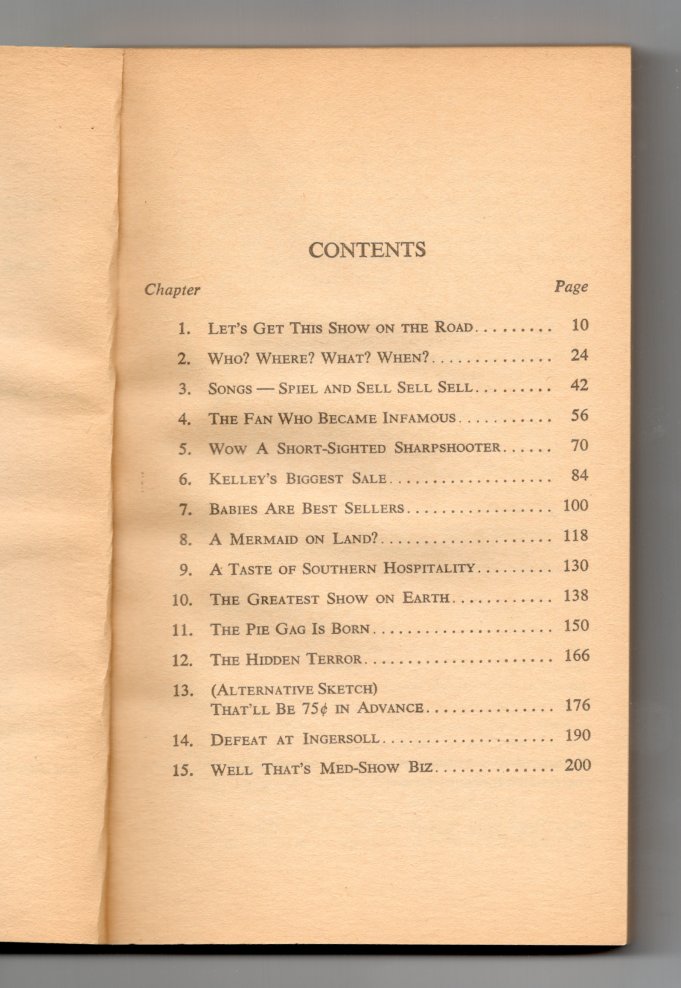 CONTENTS
Chapter Page
1. Let's Get This Show on the Road......... 10
2. Who? Where? What? When?.............. 24
3. Songs — Spiel and Sell Sell Sell......... 42
4. The Fan Who Became Infamous........... 56
5. Wow A Short-Sighted Sharpshooter...... 70
6. Kelley's Biggest Sale................... 84
7. Babies Are Best Sellers................. 100
8. A Mermaid on Land?.................... 118
9. A Taste of Southern Hospitality......... 130
10. The Greatest Show on Earth............ 138
11. The Pie Gag Is Born..................... 150
12. The Hidden Terror...................... 166
13. (Alternative Sketch)
That'll Be 75¢ in Advance............... 176
14. Defeat at Ingersoll.................... 190
15. Well That's Med-Show Biz.............. 200